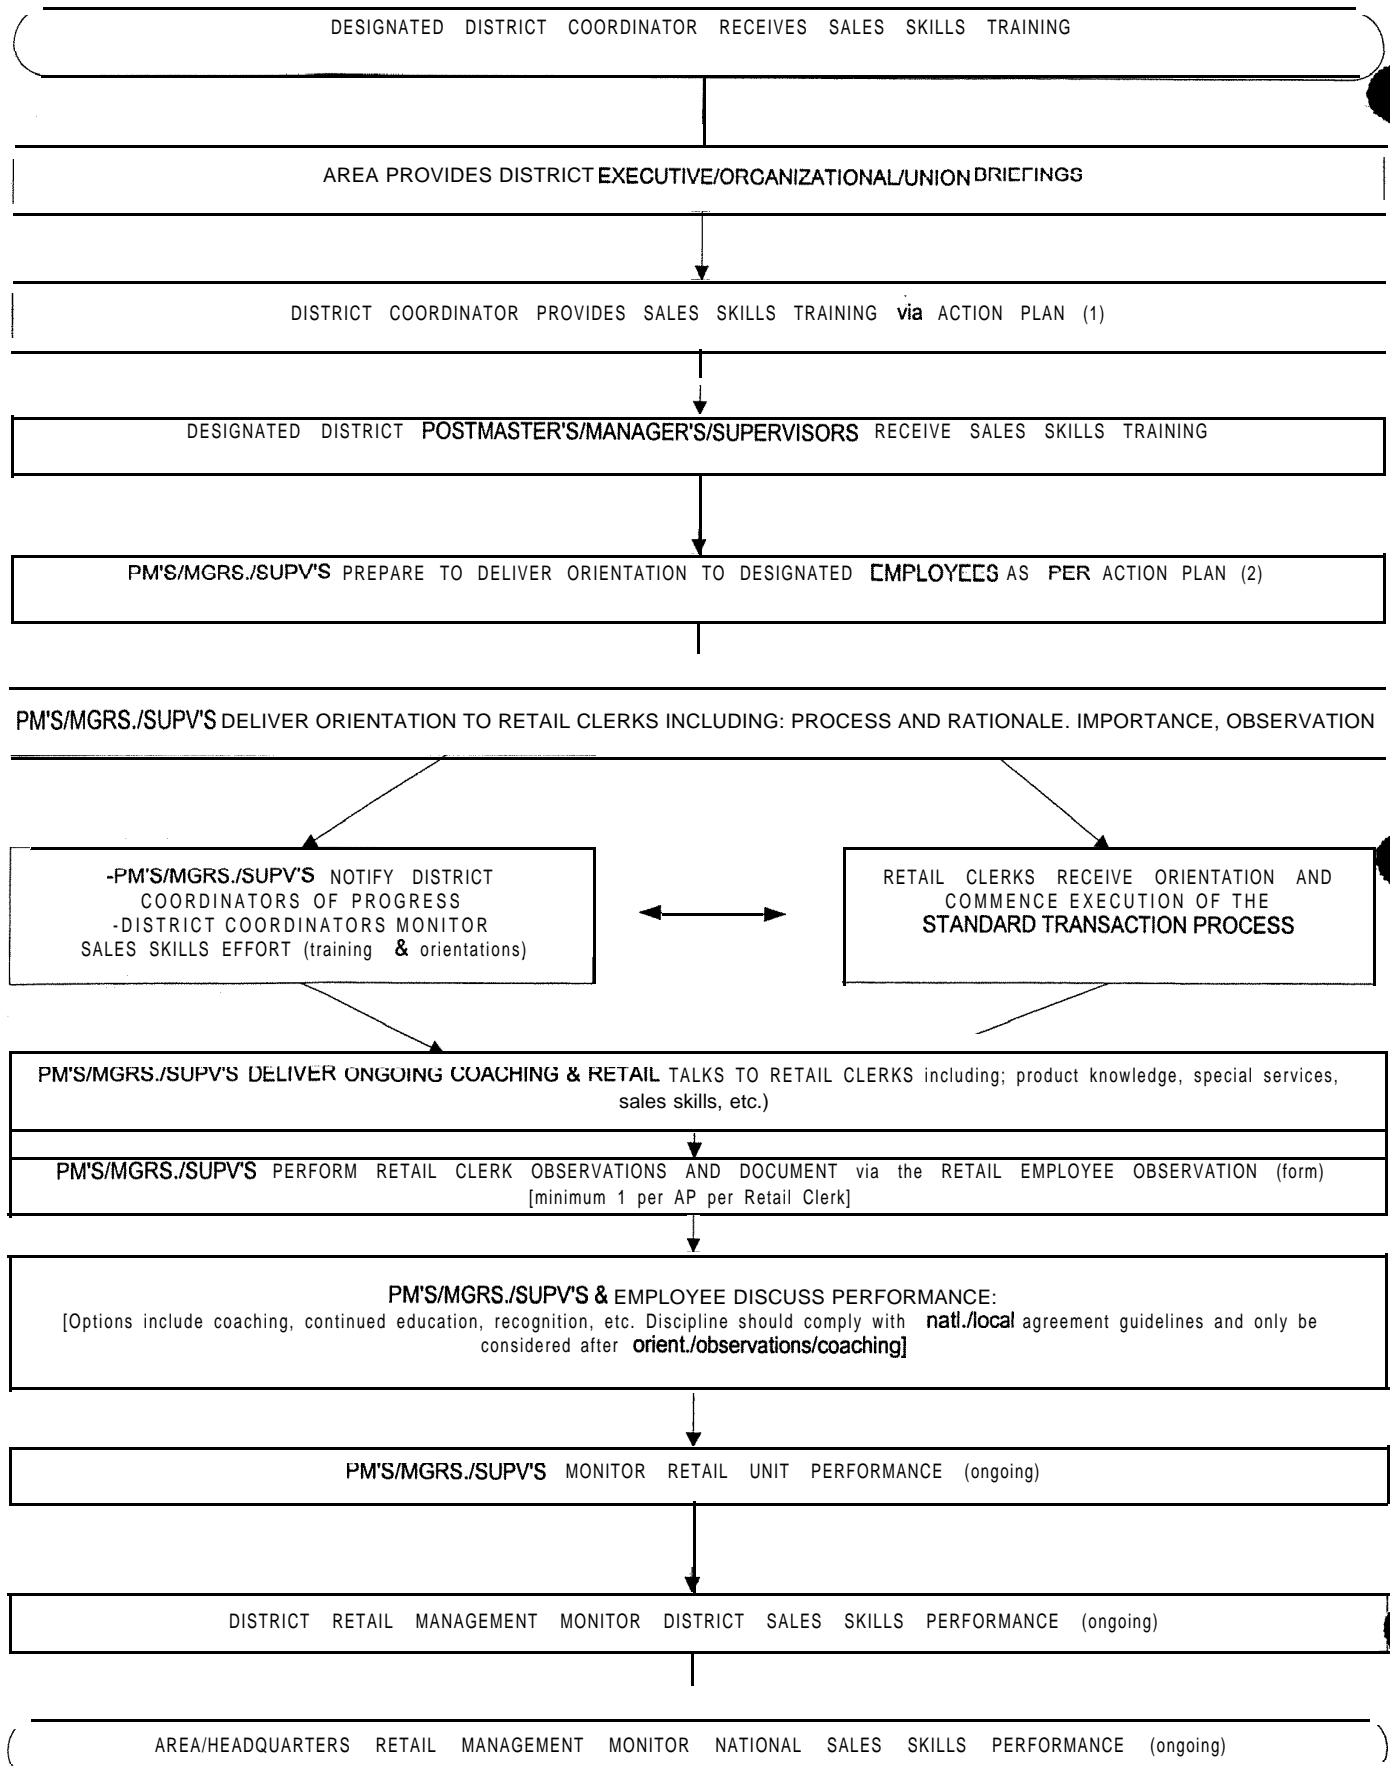 DESIGNATED DISTRICT COORDINATOR RECEIVES SALES SKILLS TRAINING
AREA PROVIDES DISTRICT EXECUTIVE/ORGANIZATIONAL/UNION BRIEFINGS
DISTRICT COORDINATOR PROVIDES SALES SKILLS TRAINING via ACTION PLAN (1)
DESIGNATED DISTRICT POSTMASTER'S/MANAGER'S/SUPERVISORS RECEIVE SALES SKILLS TRAINING
PM'S/MGRS./SUPV'S PREPARE TO DELIVER ORIENTATION TO DESIGNATED EMPLOYEES AS PER ACTION PLAN (2)
PM'S/MGRS./SUPV'S DELIVER ORIENTATION TO RETAIL CLERKS INCLUDING: PROCESS AND RATIONALE. IMPORTANCE, OBSERVATION
-PM'S/MGRS./SUPV'S NOTIFY DISTRICT
COORDINATORS OF PROGRESS
-DISTRICT COORDINATORS MONITOR
SALES SKILLS EFFORT (training & orientations)
RETAIL CLERKS RECEIVE ORIENTATION AND
COMMENCE EXECUTION OF THE
STANDARD TRANSACTION PROCESS
PM'S/MGRS./SUPV'S DELIVER ONGOING COACHING & RETAIL TALKS TO RETAIL CLERKS including; product knowledge, special services,
sales skills, etc.)
PM'S/MGRS./SUPV'S PERFORM RETAIL CLERK OBSERVATIONS AND DOCUMENT via the RETAIL EMPLOYEE OBSERVATION (form)
[minimum 1 per AP per Retail Clerk]
PM'S/MGRS./SUPV'S & EMPLOYEE DISCUSS PERFORMANCE:
[Options include coaching, continued education, recognition, etc. Discipline should comply with natl./local agreement guidelines and only be
considered after orient./observations/coaching]
PM'S/MGRS./SUPV'S MONITOR RETAIL UNIT PERFORMANCE (ongoing)
DISTRICT RETAIL MANAGEMENT MONITOR DISTRICT SALES SKILLS PERFORMANCE (ongoing)
AREA/HEADQUARTERS RETAIL MANAGEMENT MONITOR NATIONAL SALES SKILLS PERFORMANCE (ongoing)